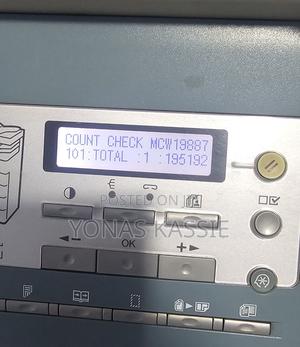 COUNT CHECK MCW19887
101:TOTAL :1 :195192
POSTED ON
YONAS KASSIE
OK